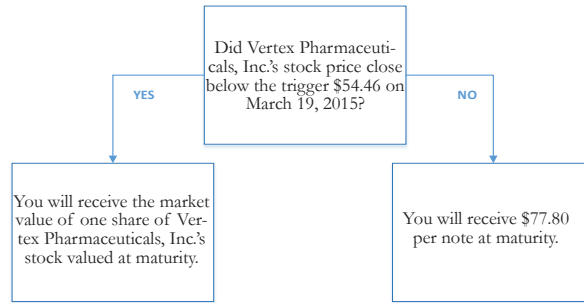 Did Vertex Pharmaceuti-
cals, Inc.'s stock price close
below the trigger $54.46 on
March 19, 2015?
YES
NO
You will receive the market
value of one share of Ver-
tex Pharmaceuticals, Inc.'s
stock valued at maturity.
You will receive $77.80
per note at maturity.